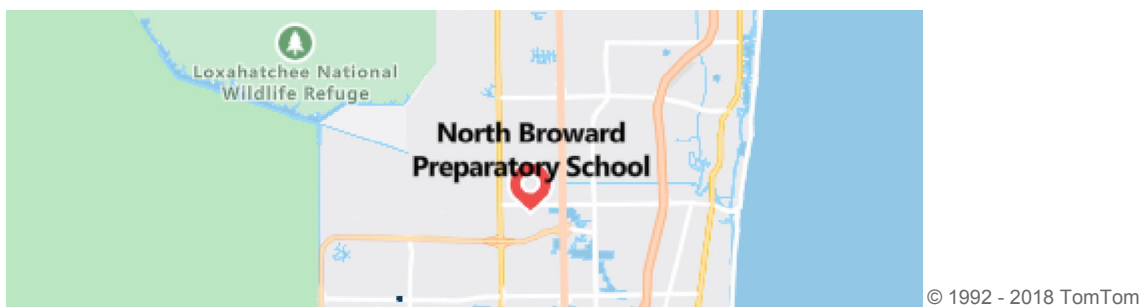 Loxahatchee National
Wildlife Refuge
North Broward
Preparatory School
© 1992 - 2018 TomTom